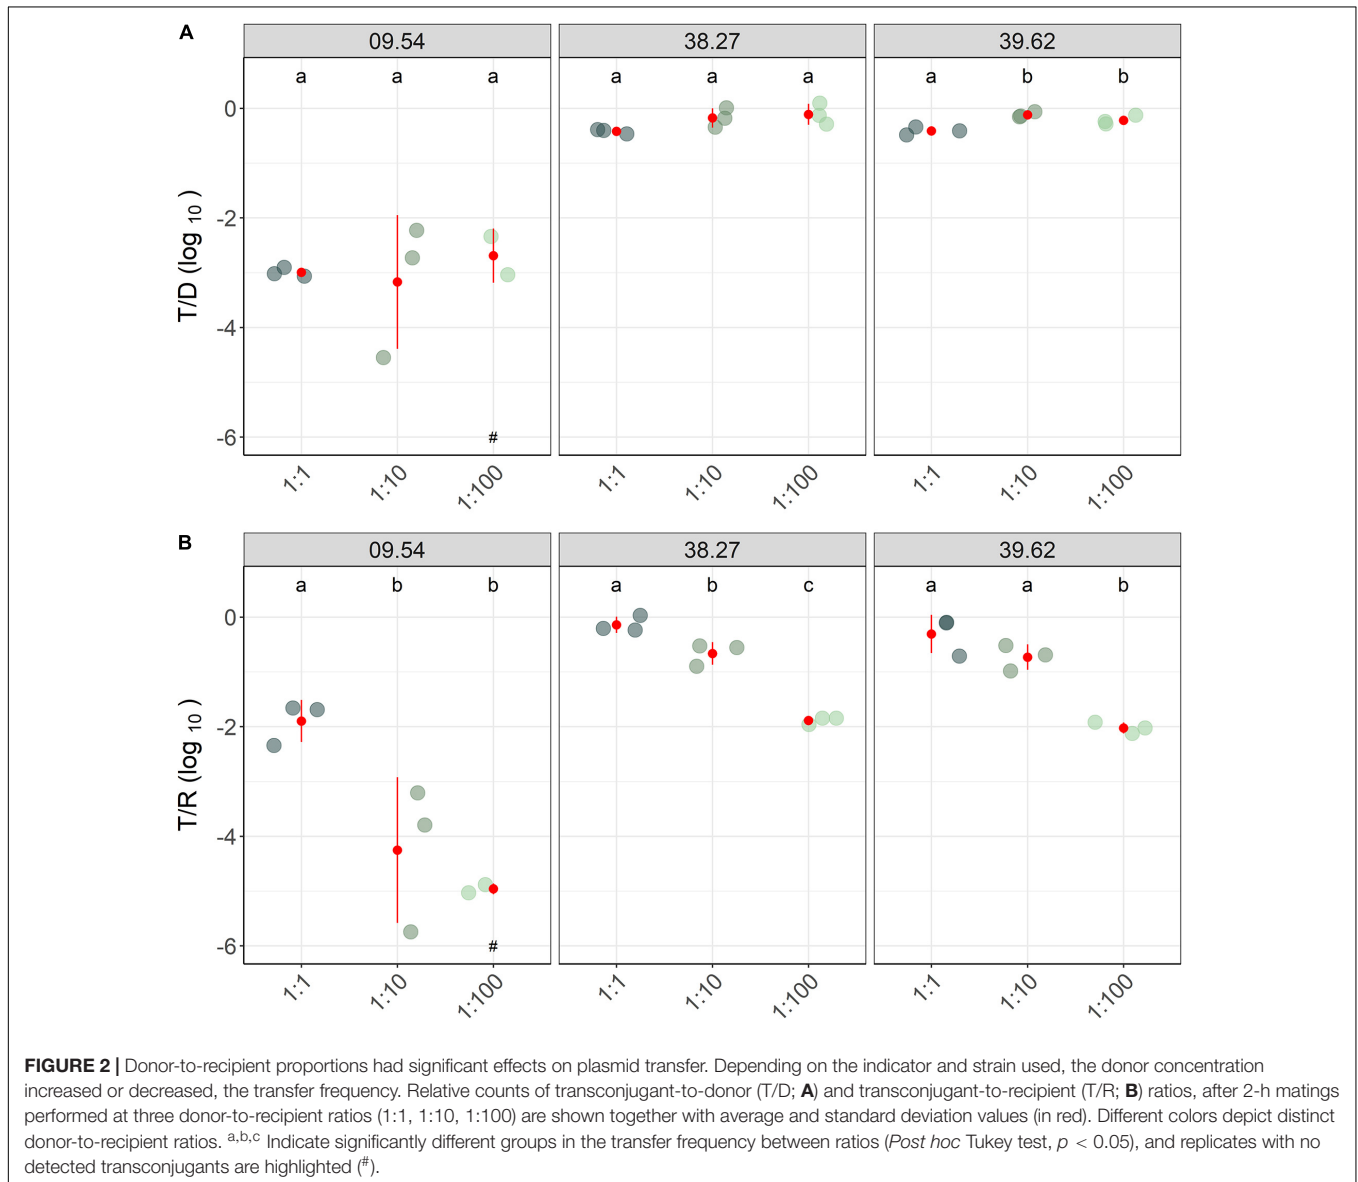 A
09.54 38.27 39.62
a a a a a a a b b
0
-2
-4
-6
T/D (log 10 )
#
1:1 1:10 1:100 1:1 1:10 1:100 1:1 1:10 1:100
B
09.54 38.27 39.62
a b b a b c a a b
0
-2
-4
-6
T/R (log 10 )
#
1:1 1:10 1:100 1:1 1:10 1:100 1:1 1:10 1:100
FIGURE 2 | Donor-to-recipient proportions had significant effects on plasmid transfer. Depending on the indicator and strain used, the donor concentration
increased or decreased, the transfer frequency. Relative counts of transconjugant-to-donor (T/D; A) and transconjugant-to-recipient (T/R; B) ratios, after 2-h matings
performed at three donor-to-recipient ratios (1:1, 1:10, 1:100) are shown together with average and standard deviation values (in red). Different colors depict distinct
donor-to-recipient ratios. a,b,c Indicate significantly different groups in the transfer frequency between ratios (Post hoc Tukey test, p < 0.05), and replicates with no
detected transconjugants are highlighted (#).